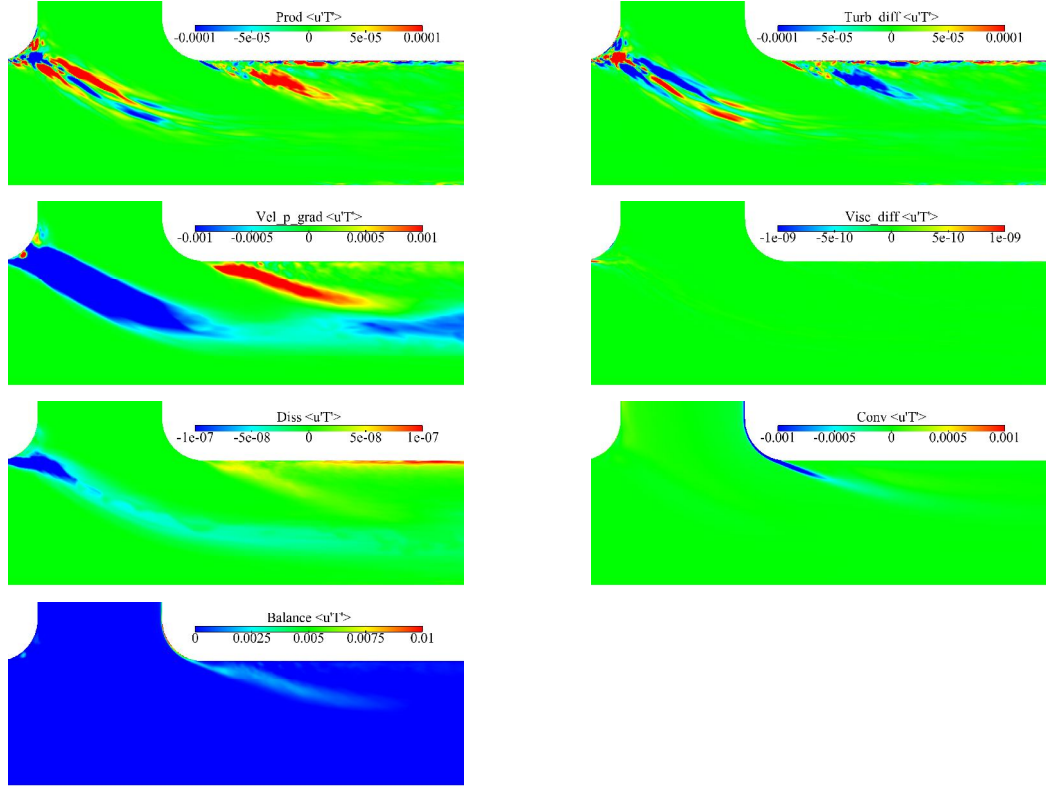 Prod <u'T'>
-0.0001 -5e-05 0 5e-05 0.0001
Turb_diff <u'T'>
-0.0001 -5e-05 0 5e-05 0.0001
Vel_p_grad <u'T'>
-0.001 -0.0005 0 0.0005 0.001
Visc_diff <u'T'>
-1e-09 -5e-10 0 5e-10 1e-09
Diss <u'T'>
-1e-07 -5e-08 0 5e-08 1e-07
Conv <u'T'>
-0.001 -0.0005 0 0.0005 0.001
Balance <u'T'>
0 0.0025 0.005 0.0075 0.01